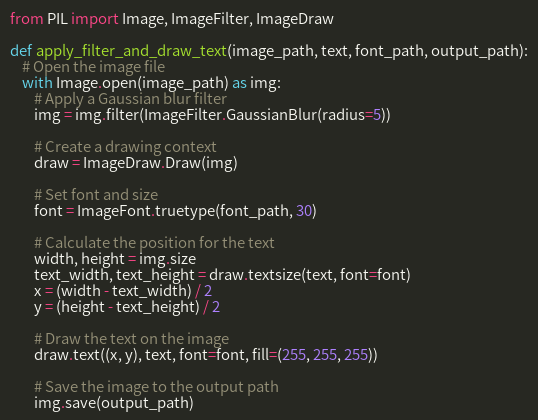 from PIL import Image, ImageFilter, ImageDraw
def apply_filter_and_draw_text(image_path, text, font_path, output_path):
# Open the image file
with Image.open(image_path) as img:
# Apply a Gaussian blur filter
img = img.filter(ImageFilter.GaussianBlur(radius=5))
# Create a drawing context
draw = ImageDraw.Draw(img)
# Set font and size
font = ImageFont.truetype(font_path, 30)
# Calculate the position for the text
width, height = img.size
text_width, text_height = draw.textsize(text, font=font)
x = (width - text_width) / 2
y = (height - text_height) / 2
# Draw the text on the image
draw.text((x, y), text, font=font, fill=(255, 255, 255))
# Save the image to the output path
img.save(output_path)